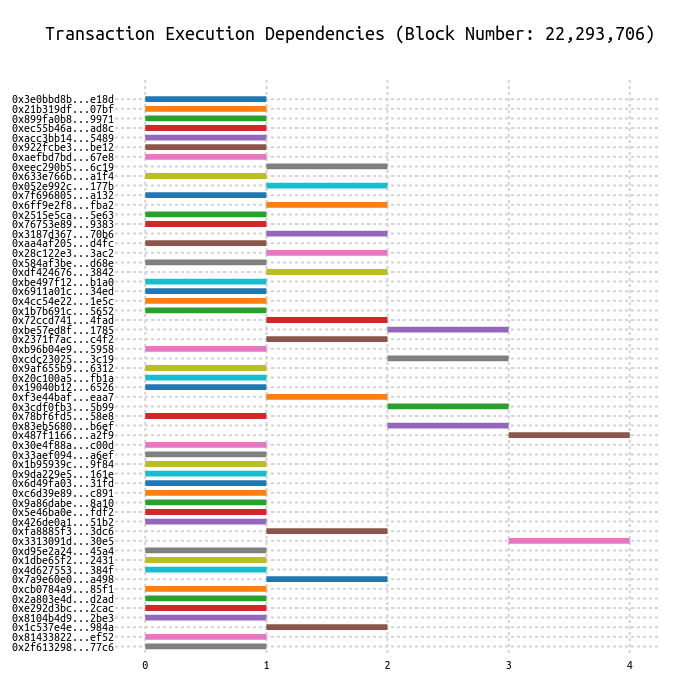 Transaction Execution Dependencies (Block Number: 22,293,706)
0x3e0bbd8b...e18d
0x21b319df...07bf
0x899fa0b8...9971
0xec55b46a...ad8c
0xacc3bb14...5489
0x922fcbe3...be12
0xaefbd7bd...67e8
0xeec290b5...6c19
0x633e766b...a1f4
0x052e992c...177b
0x7f696805...a132
0x6ff9e2f8...fba2
0x2515e5ca...5e63
0x76753e89...9383
0x3187d367...70b6
0xaa4af205...d4fc
0x28c122e3...3ac2
0x584af3be...d68e
0xdf424676...3842
0xbe497f12...b1a0
0x6911a01c...34ed
0x4cc54e22...1e5c
0x1b7b691c...5652
0x72ccd741...4fad
0xbe57ed8f...1785
0x2371f7ac...c4f2
0xb96b04e9...5958
0xcdc23025...3c19
0x9af655b9...6312
0x20c100a5...fb1a
0x19040b12...6526
0xf3e44baf...eaa7
0x3cdf0fb3...5b99
0x78bf6fd5...58e8
0x83eb5680...b6ef
0x487f1166...a2f9
0x30e4f88a...c00d
0x33aef094...a6ef
0x1b95939c...9f84
0x9da229e5...161e
0x6d49fa03...31fd
0xc6d39e89...c891
0x9a86dabe...8a10
0x5e46ba0e...fdf2
0x426de0a1...51b2
0xfa8885f3...3dc6
0x3313091d...30e5
0xd95e2a24...45a4
0x1dbe65f2...2431
0x4d627553...384f
0x7a9e60e0...a498
0xcb0784a9...85f1
0x2a803e4d...d2ad
0xe292d3bc...2cac
0x8104b4d9...2be3
0x1c537e4e...984a
0x81433822...ef52
0x2f613298...77c6
0 1 2 3 4